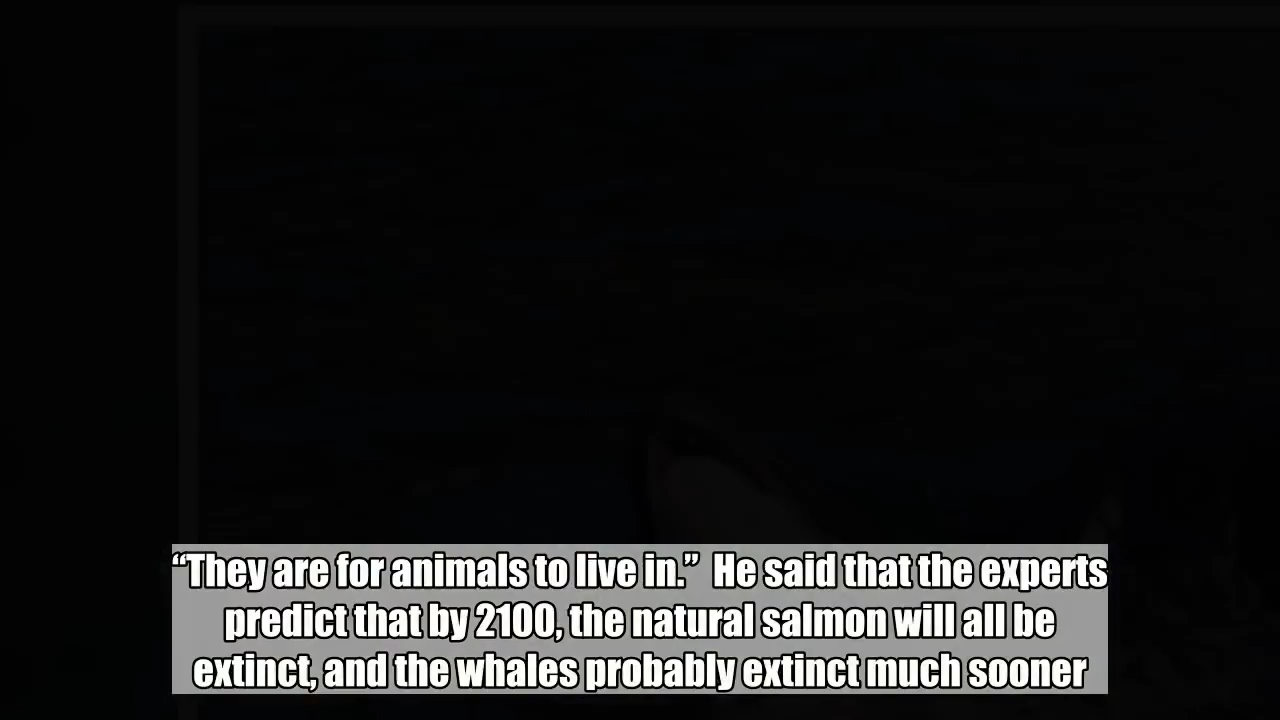 “They are for animals to live in.”  He said that the experts
predict that by 2100, the natural salmon will all be
extinct, and the whales probably extinct much sooner